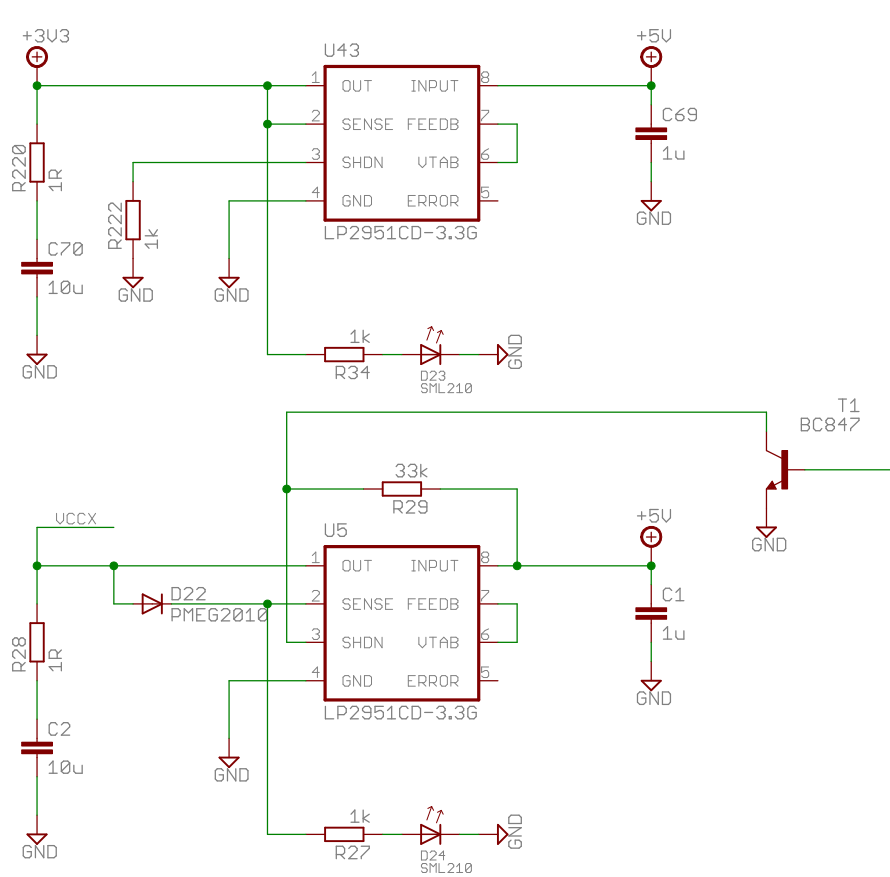 +3V3
+5V
U43
1 OUT INPUT 8
2 SENSE FEEDB 7
3 SHDN VTAB 6
4 GND ERROR 5
LP2951CD-3.3G
C69
1u
GND
R220
1R
R222
1k
GND
GND
C70
10u
GND
1k
R34
D23
SML210
GND
T1
BC847
GND
33k
R29
VCCX
U5
+5V
1 OUT INPUT 8
2 SENSE FEEDB 7
3 SHDN VTAB 6
4 GND ERROR 5
LP2951CD-3.3G
D22
PMEG2010
C1
1u
GND
R28
1R
C2
10u
GND
GND
1k
R27
D24
SML210
GND